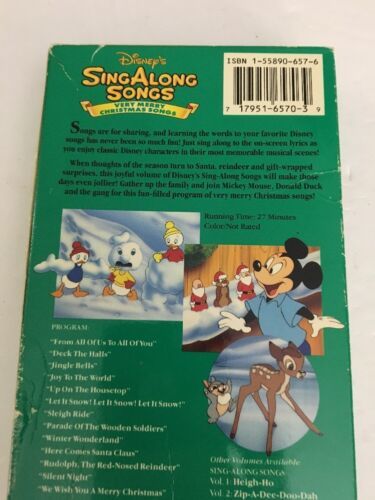 Disney's
SING ALONG
SONGS
VERY MERRY
CHRISTMAS SONGS
ISBN 1-55890-657-6
7 17951-6570-3 9
Songs are for sharing, and learning the words to your favorite Disney
songs has never been so much fun! Just sing along to the on-screen lyrics as
you enjoy classic Disney characters in their most memorable musical scenes!
When thoughts of the season turn to Santa, reindeer and gift-wrapped
surprises, this joyful volume of Disney's Sing-Along Songs will make
those days even jollier! Gather up the family and join Mickey Mouse, Donald Duck
and the gang for this fun-filled program of very merry Christmas songs!
Running Time: 27 Minutes
Color/Not Rated
PROGRAM:
"From All Of Us To All Of You"
"Deck The Halls"
"Jingle Bells"
"Joy To The World"
"Up On The Housetop"
"Let It Snow! Let It Snow! Let It Snow!"
"Sleigh Ride"
"Parade Of The Wooden Soldiers"
"Winter Wonderland"
"Here Comes Santa Claus"
"Rudolph, The Red-Nosed Reindeer"
"Silent Night"
"We Wish You A Merry Christmas"
Other Volumes Available
SING-ALONG SONGS
Vol. 1 Heigh-Ho
Vol. 2 Zip-A-Dee-Doo-Dah